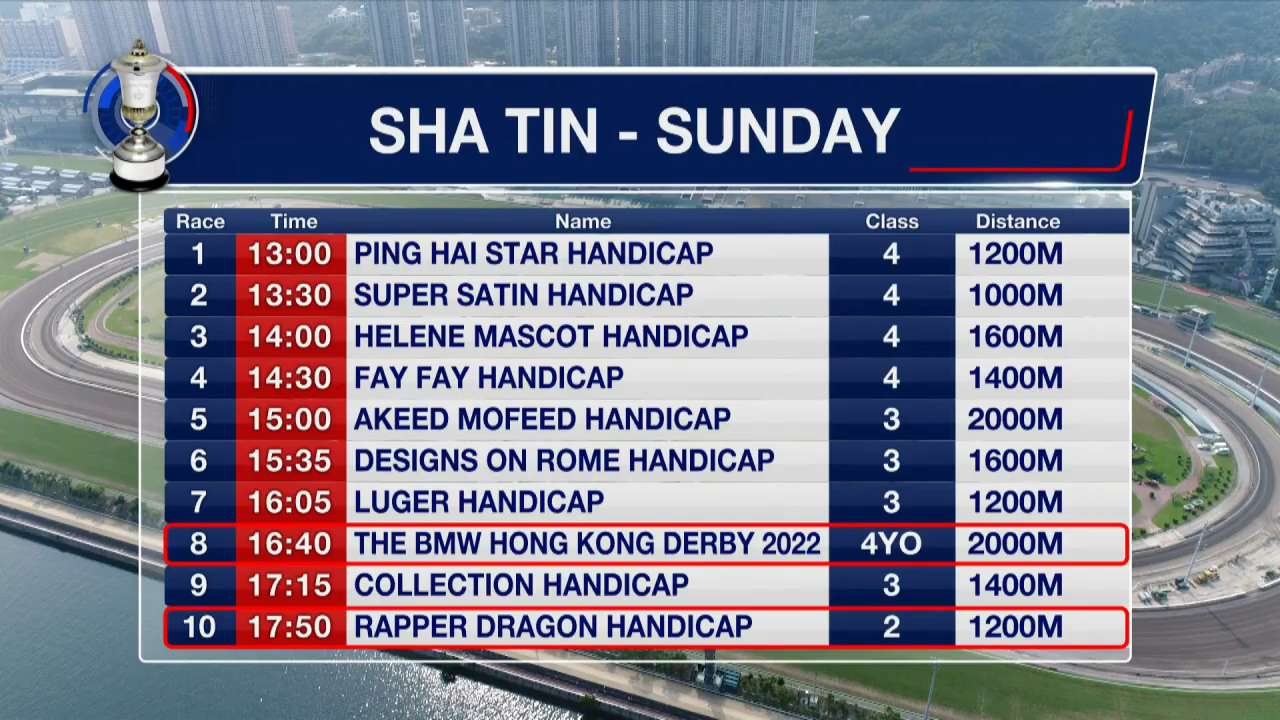 SHA TIN - SUNDAY
Race Time Name Class Distance
1 13:00 PING HAI STAR HANDICAP 4 1200M
2 13:30 SUPER SATIN HANDICAP 4 1000M
3 14:00 HELENE MASCOT HANDICAP 4 1600M
4 14:30 FAY FAY HANDICAP 4 1400M
5 15:00 AKEED MOFEED HANDICAP 3 2000M
6 15:35 DESIGNS ON ROME HANDICAP 3 1600M
7 16:05 LUGER HANDICAP 3 1200M
8 16:40 THE BMW HONG KONG DERBY 2022 4YO 2000M
9 17:15 COLLECTION HANDICAP 3 1400M
10 17:50 RAPPER DRAGON HANDICAP 2 1200M